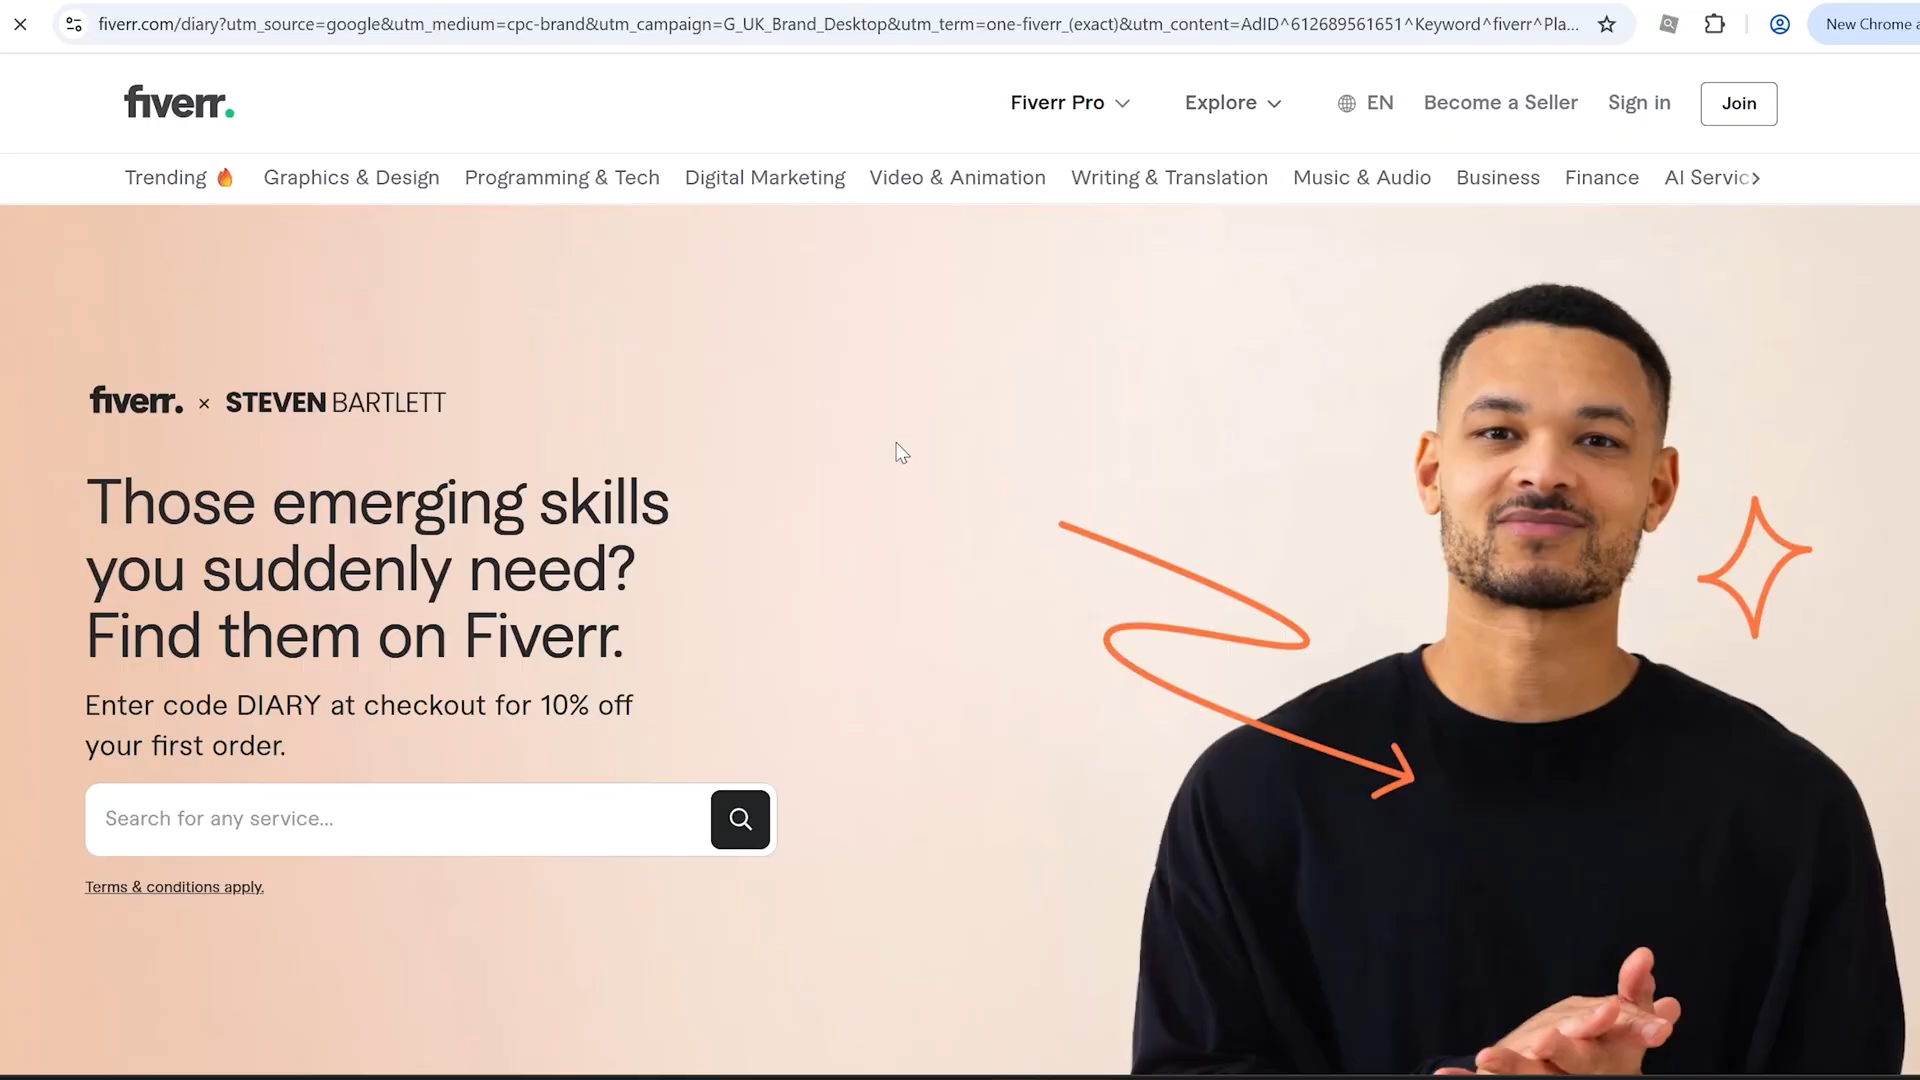 fiverr.com/diary?utm_source=google&utm_medium=cpc-brand&utm_campaign=G_UK_Brand_Desktop&utm_term=one-fiverr_(exact)&utm_content=AdID^612689561651^Keyword^fiverr^Pla...
New Chrome a
fiverr.
Fiverr Pro
Explore
EN
Become a Seller
Sign in
Join
Trending
Graphics & Design
Programming & Tech
Digital Marketing
Video & Animation
Writing & Translation
Music & Audio
Business
Finance
AI Servic
fiverr. × STEVEN BARTLETT
Those emerging skills
you suddenly need?
Find them on Fiverr.
Enter code DIARY at checkout for 10% off
your first order.
Search for any service...
Terms & conditions apply.